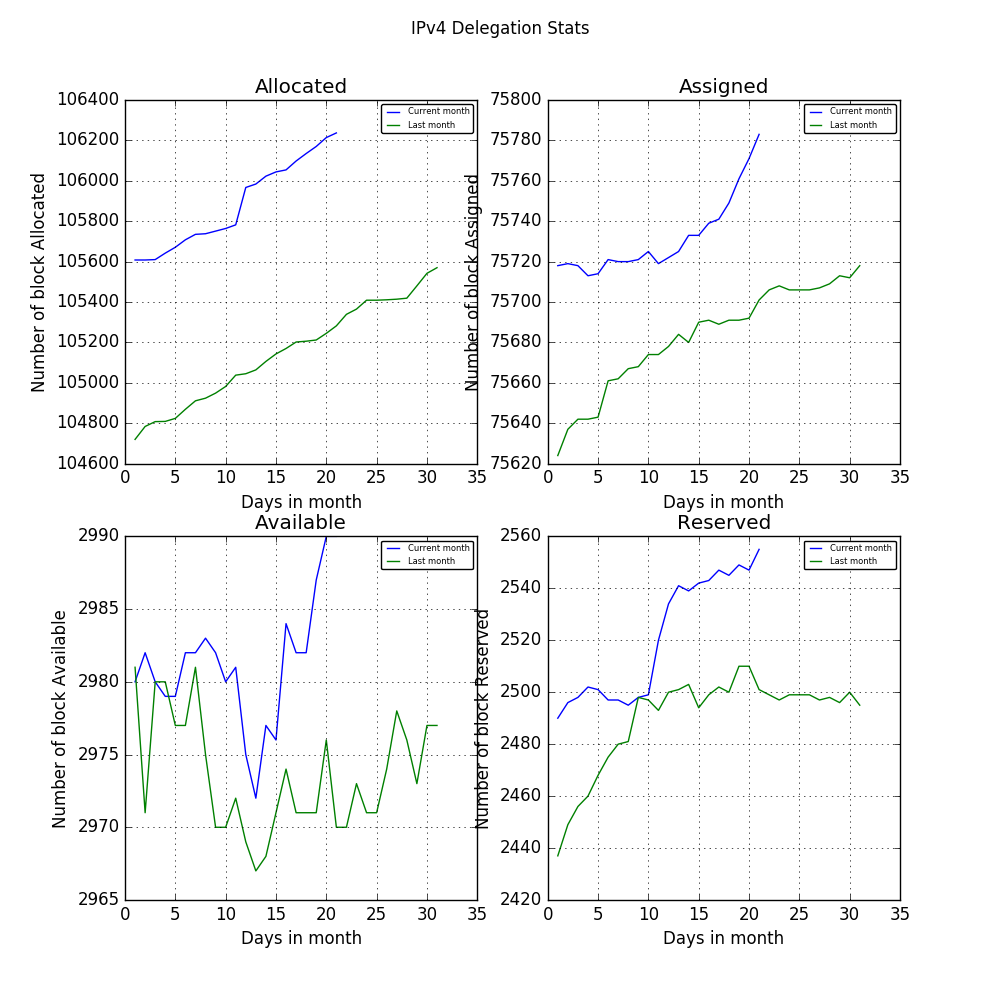 IPv4 Delegation Stats
Allocated
106400
106200
106000
105800
105600
105400
105200
105000
104800
104600
Number of block Allocated
Current month
Last month
0 5 10 15 20 25 30 35
Days in month
Assigned
75800
75780
75760
75740
75720
75700
75680
75660
75640
75620
Number of block Assigned
Current month
Last month
0 5 10 15 20 25 30 35
Days in month
Available
2990
2985
2980
2975
2970
2965
Number of block Available
Current month
Last month
0 5 10 15 20 25 30 35
Days in month
Reserved
2560
2540
2520
2500
2480
2460
2440
2420
Number of block Reserved
Current month
Last month
0 5 10 15 20 25 30 35
Days in month